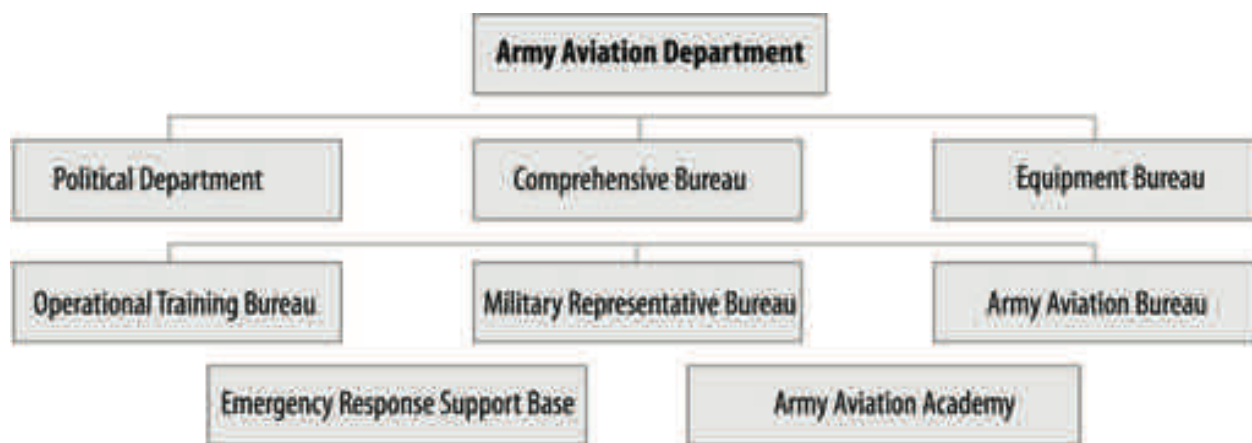 Army Aviation Department
Political Department
Comprehensive Bureau
Equipment Bureau
Operational Training Bureau
Military Representative Bureau
Army Aviation Bureau
Emergency Response Support Base
Army Aviation Academy